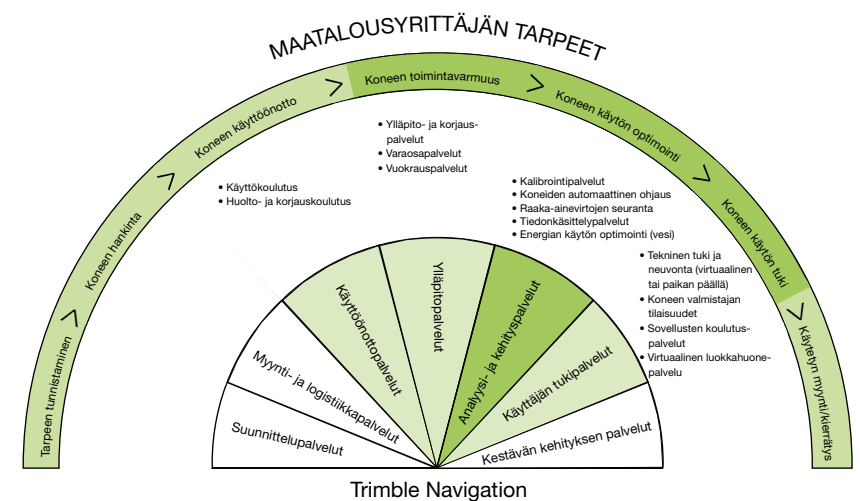 MAATALOUSYRITTÄJÄN TARPEET
Tarpeen tunnistaminen
Koneen hankinta
Koneen käyttöönotto
Koneen toimintavarmuus
Koneen käytön optimointi
Koneen käytön tuki
Käytetyn myynti/kierrätys
• Käyttökoulutus
• Huolto- ja korjauskoulutus
• Ylläpito- ja korjaus-
palvelut
• Varaosapalvelut
• Vuokrauspalvelut
• Kalibrointipalvelut
• Koneiden automaattinen ohjaus
• Raaka-ainevirtojen seuranta
• Tiedonkäsittelypalvelut
• Energian käytön optimointi (vesi)
• Tekninen tuki ja
neuvonta (virtuaalinen
tai paikan päällä)
• Koneen valmistajan
tilaisuudet
• Sovellusten koulutus-
palvelut
• Virtuaalinen luokkahuone-
palvelu
Suunnittelupalvelut
Myynti- ja logistiikkapalvelut
Käyttöönottopalvelut
Ylläpitopalvelut
Analyysi- ja kehityspalvelut
Käyttäjän tukipalvelut
Kestävän kehityksen palvelut
Trimble Navigation